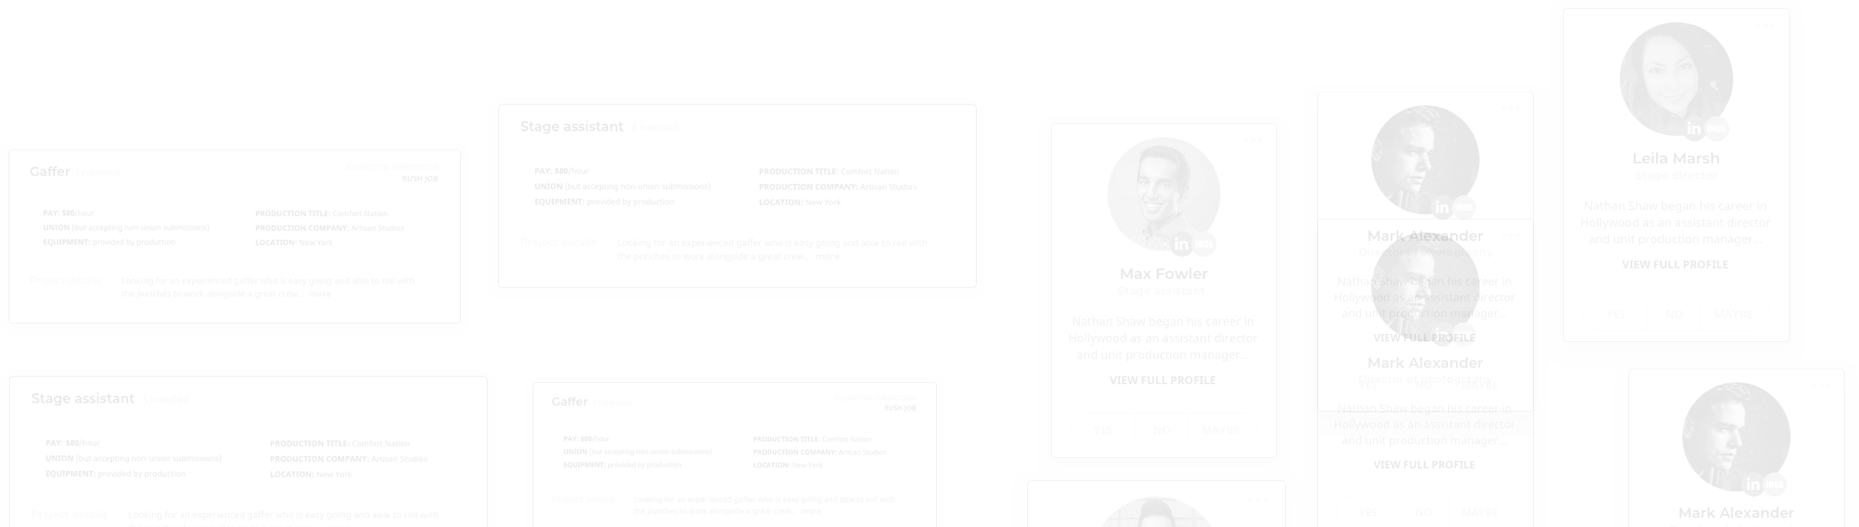 Gaffer
RUSH JOB
PAY: $80/hour
UNION (but accepting non-union submissions)
EQUIPMENT: provided by production
PRODUCTION TITLE: Comfort Nation
PRODUCTION COMPANY: Artisan Studios
LOCATION: New York
Project details
Looking for an experienced gaffer who is easy going and able to roll with
the punches to work alongside a great crew... more
Stage assistant
PAY: $80/hour
UNION (but accepting non-union submissions)
EQUIPMENT: provided by production
PRODUCTION TITLE: Comfort Nation
PRODUCTION COMPANY: Artisan Studios
LOCATION: New York
Project details
Looking for an experienced gaffer who is easy going and able to roll with
the punches to work alongside a great crew... more
Stage assistant
PAY: $80/hour
UNION (but accepting non-union submissions)
EQUIPMENT: provided by production
PRODUCTION TITLE: Comfort Nation
PRODUCTION COMPANY: Artisan Studios
LOCATION: New York
Project details
Looking for an experienced gaffer who is easy going and able to roll with
Gaffer
RUSH JOB
PAY: $80/hour
UNION (but accepting non-union submissions)
EQUIPMENT: provided by production
PRODUCTION TITLE: Comfort Nation
PRODUCTION COMPANY: Artisan Studios
LOCATION: New York
Project details
Looking for an experienced gaffer who is easy going and able to roll with
the punches to work alongside a great crew... more
in
Max Fowler
Stage assistant
Nathan Shaw began his career in
Hollywood as an assistant director
and unit production manager...
VIEW FULL PROFILE
YES NO MAYBE
in
Mark Alexander
Director of photography
Nathan Shaw began his career in
Hollywood as an assistant director
and unit production manager...
VIEW FULL PROFILE
YES NO MAYBE
in
Mark Alexander
Director of photography
Nathan Shaw began his career in
Hollywood as an assistant director
and unit production manager...
VIEW FULL PROFILE
YES NO MAYBE
in
Leila Marsh
Stage director
Nathan Shaw began his career in
Hollywood as an assistant director
and unit production manager...
VIEW FULL PROFILE
YES NO MAYBE
in
Mark Alexander